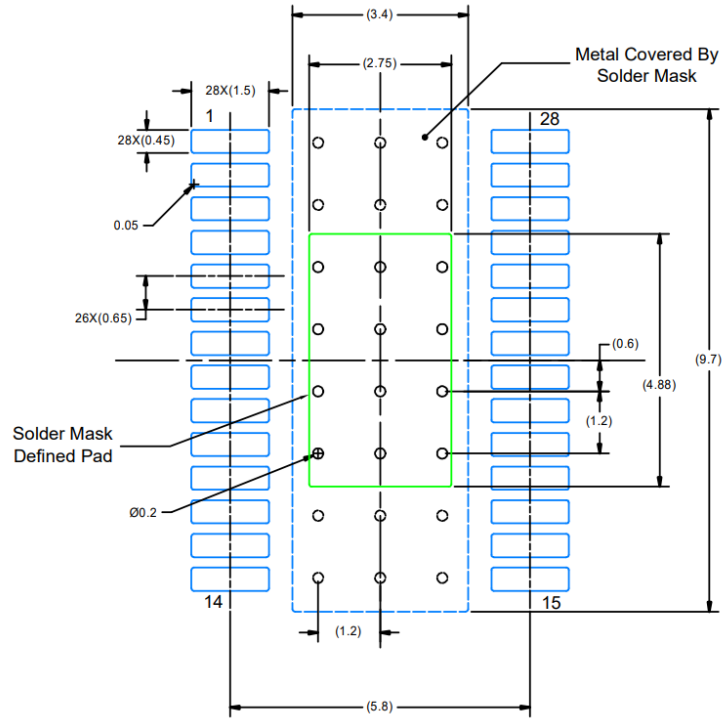 (3.4)
Metal Covered By
Solder Mask
(2.75)
28X(1.5)
1
28
28X(0.45)
0.05
26X(0.65)
(0.6)
(9.7)
(4.88)
(1.2)
Solder Mask
Defined Pad
Ø0.2
14
15
(1.2)
(5.8)